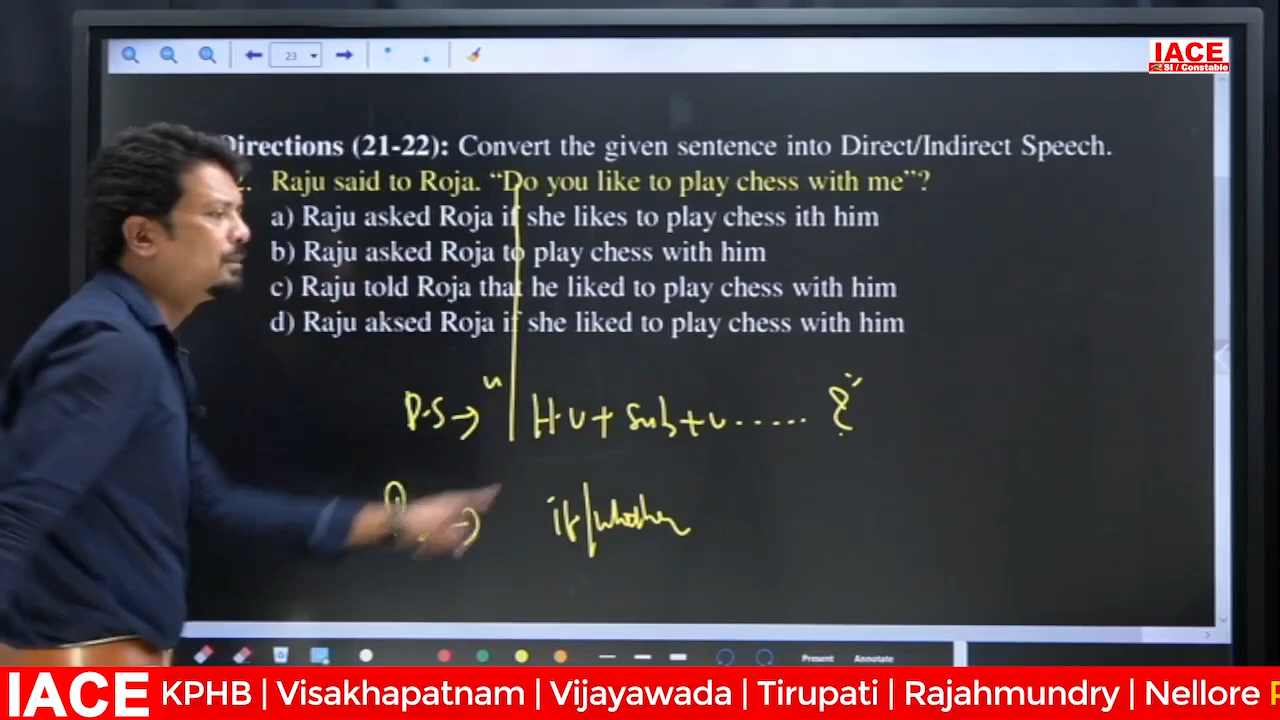 23
IACE
SI / Constable
Directions (21-22): Convert the given sentence into Direct/Indirect Speech.
Raju said to Roja. “Do you like to play chess with me”?
a) Raju asked Roja if she likes to play chess ith him
b) Raju asked Roja to play chess with him
c) Raju told Roja that he liked to play chess with him
d) Raju aksed Roja if she liked to play chess with him
D.S → “ HV + Sub + v ...... ? ”
→ if/whether
Present Annotate
IACE KPHB | Visakhapatnam | Vijayawada | Tirupati | Rajahmundry | Nellore